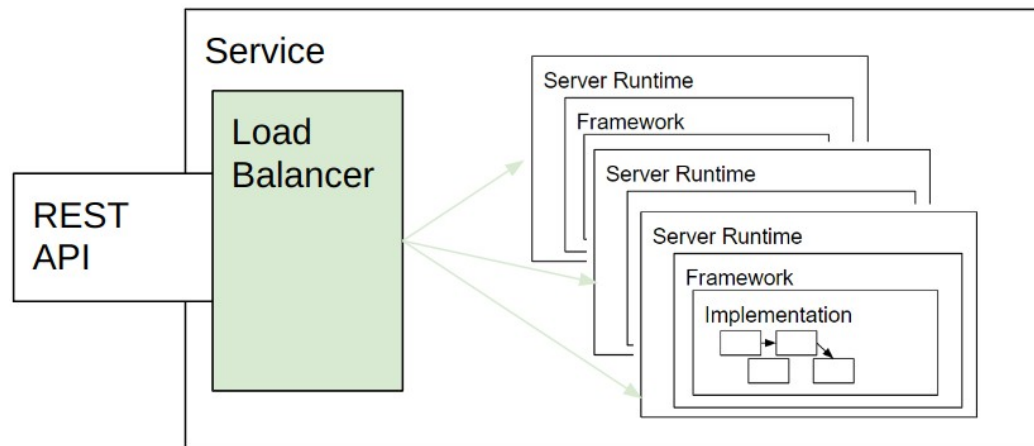 Service
Load
Balancer
REST
API
Server Runtime
Framework
Server Runtime
Server Runtime
Framework
Implementation